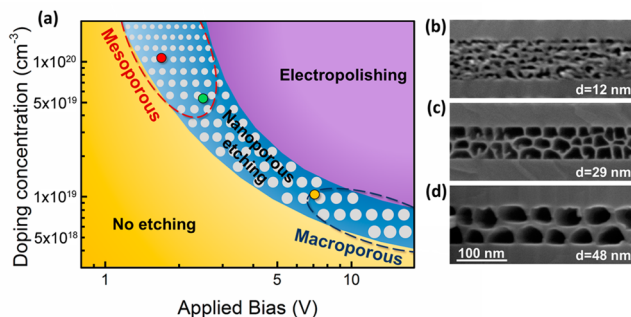 (a)
Doping concentration (cm⁻³)
1x10²⁰
5x10¹⁹
1x10¹⁹
5x10¹⁸
Mesoporous
Electropolishing
Nanoporous
etching
No etching
Macroporous
1
5
10
Applied Bias (V)
(b)
d=12 nm
(c)
d=29 nm
(d)
100 nm
d=48 nm